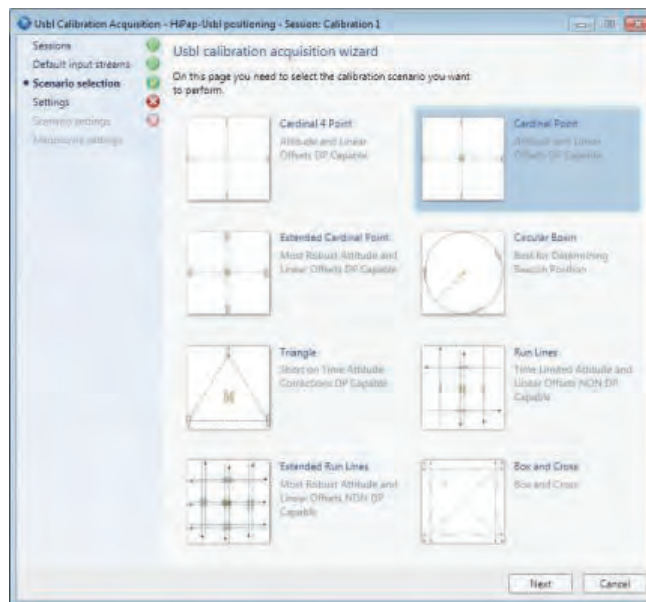 Usbl Calibration Acquisition - HiPap-Usbl positioning - Session: Calibration 1
Sessions
Default input streams
Scenario selection
Settings
Scenario settings
Manoeuvre settings
Usbl calibration acquisition wizard
On this page you need to select the calibration scenario you want
to perform.
Cardinal 4 Point
Attitude and Linear
Offsets DP Capable
Cardinal Point
Attitude and Linear
Offsets DP Capable
Extended Cardinal Point
Most Robust Attitude and
Linear Offsets DP Capable
Circular Boxin
Best for Determining
Beacon Position
Triangle
Short on Time Attitude
Corrections DP Capable
Run Lines
Time Limited Attitude and
Linear Offsets NON DP
Capable
Extended Run Lines
Most Robust Attitude and
Linear Offsets NON DP
Capable
Box and Cross
Box and Cross
Next
Cancel